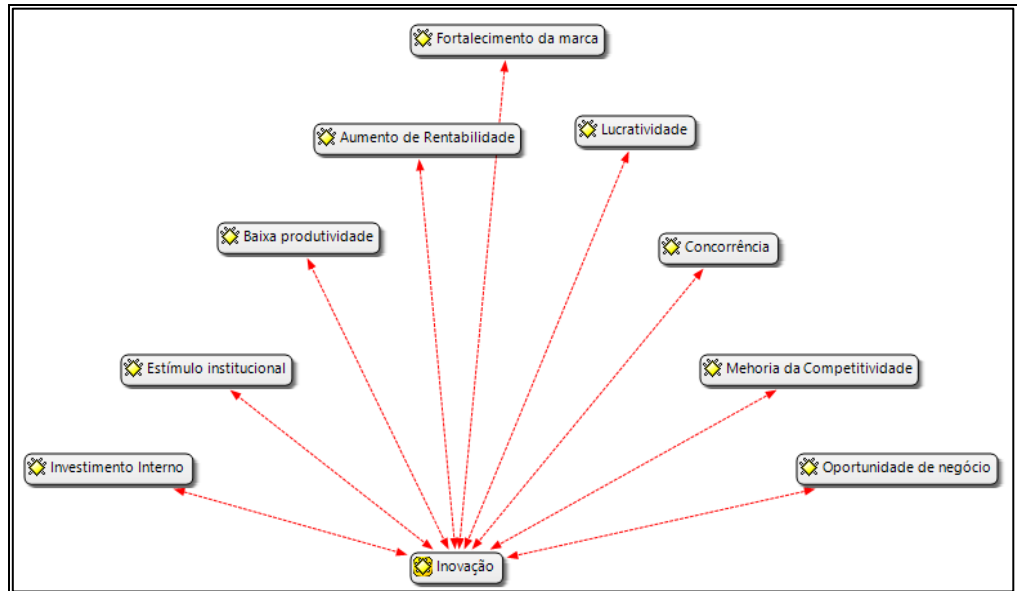 Fortalecimento da marca
Aumento de Rentabilidade
Lucratividade
Baixa produtividade
Concorrência
Estímulo institucional
Mehoria da Competitividade
Investimento Interno
Oportunidade de negócio
Inovação